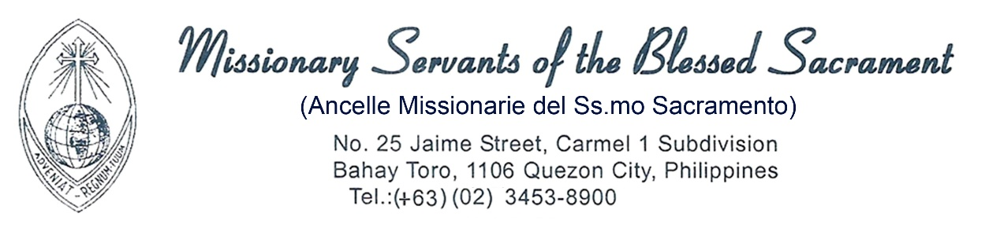 Missionary Servants of the Blessed Sacrament
(Ancelle Missionarie del Ss.mo Sacramento)
No. 25 Jaime Street, Carmel 1 Subdivision
Bahay Toro, 1106 Quezon City, Philippines
Tel.:(+63)(02) 3453-8900
ADVENIAT - REGNUM·TUUM